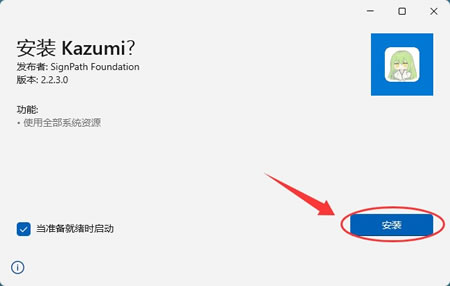 安装 Kazumi?
发布者: SignPath Foundation
版本: 2.2.3.0
功能:
• 使用全部系统资源
当准备就绪时启动
安装